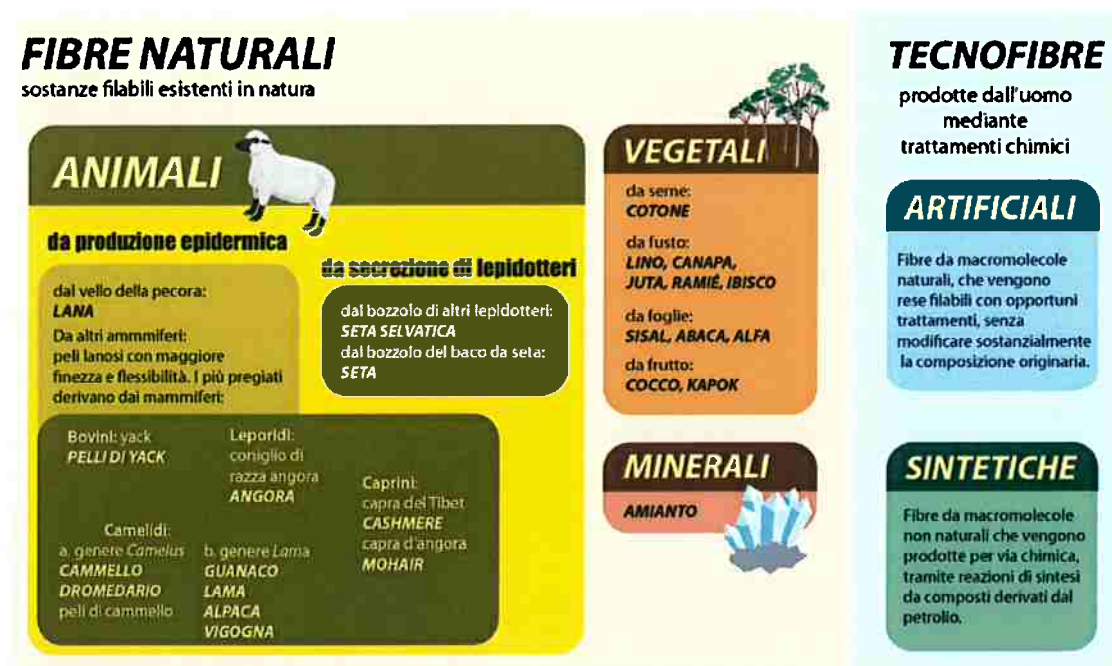 FIBRE NATURALI
sostanze filabili esistenti in natura
ANIMALI
da produzione epidermica
dal vello della pecora:
LANA
Da altri ammmiferi:
peli lanosi con maggiore
finezza e flessibilità. I più pregiati
derivano dai mammiferi:
da secrezione di lepidotteri
dal bozzolo di altri lepidotteri:
SETA SELVATICA
dal bozzolo del baco da seta:
SETA
Bovini: yack
PELLI DI YACK
Leporidi:
coniglio di
razza angora
ANGORA
Caprini:
capra del Tibet
CASHMERE
capra d'angora
MOHAIR
Camelidi:
a. genere Camelus
CAMMELLO
DROMEDARIO
peli di cammello
b. genere Lama
GUANACO
LAMA
ALPACA
VIGOGNA
VEGETALI
da seme:
COTONE
da fusto:
LINO, CANAPA,
JUTA, RAMIÉ, IBISCO
da foglie:
SISAL, ABACA, ALFA
da frutto:
COCCO, KAPOK
MINERALI
AMIANTO
TECNOFIBRE
prodotte dall'uomo
mediante
trattamenti chimici
ARTIFICIALI
Fibre da macromolecole
naturali, che vengono
rese filabili con opportuni
trattamenti, senza
modificare sostanzialmente
la composizione originaria.
SINTETICHE
Fibre da macromolecole
non naturali che vengono
prodotte per via chimica,
tramite reazioni di sintesi
da composti derivati dal
petrolio.